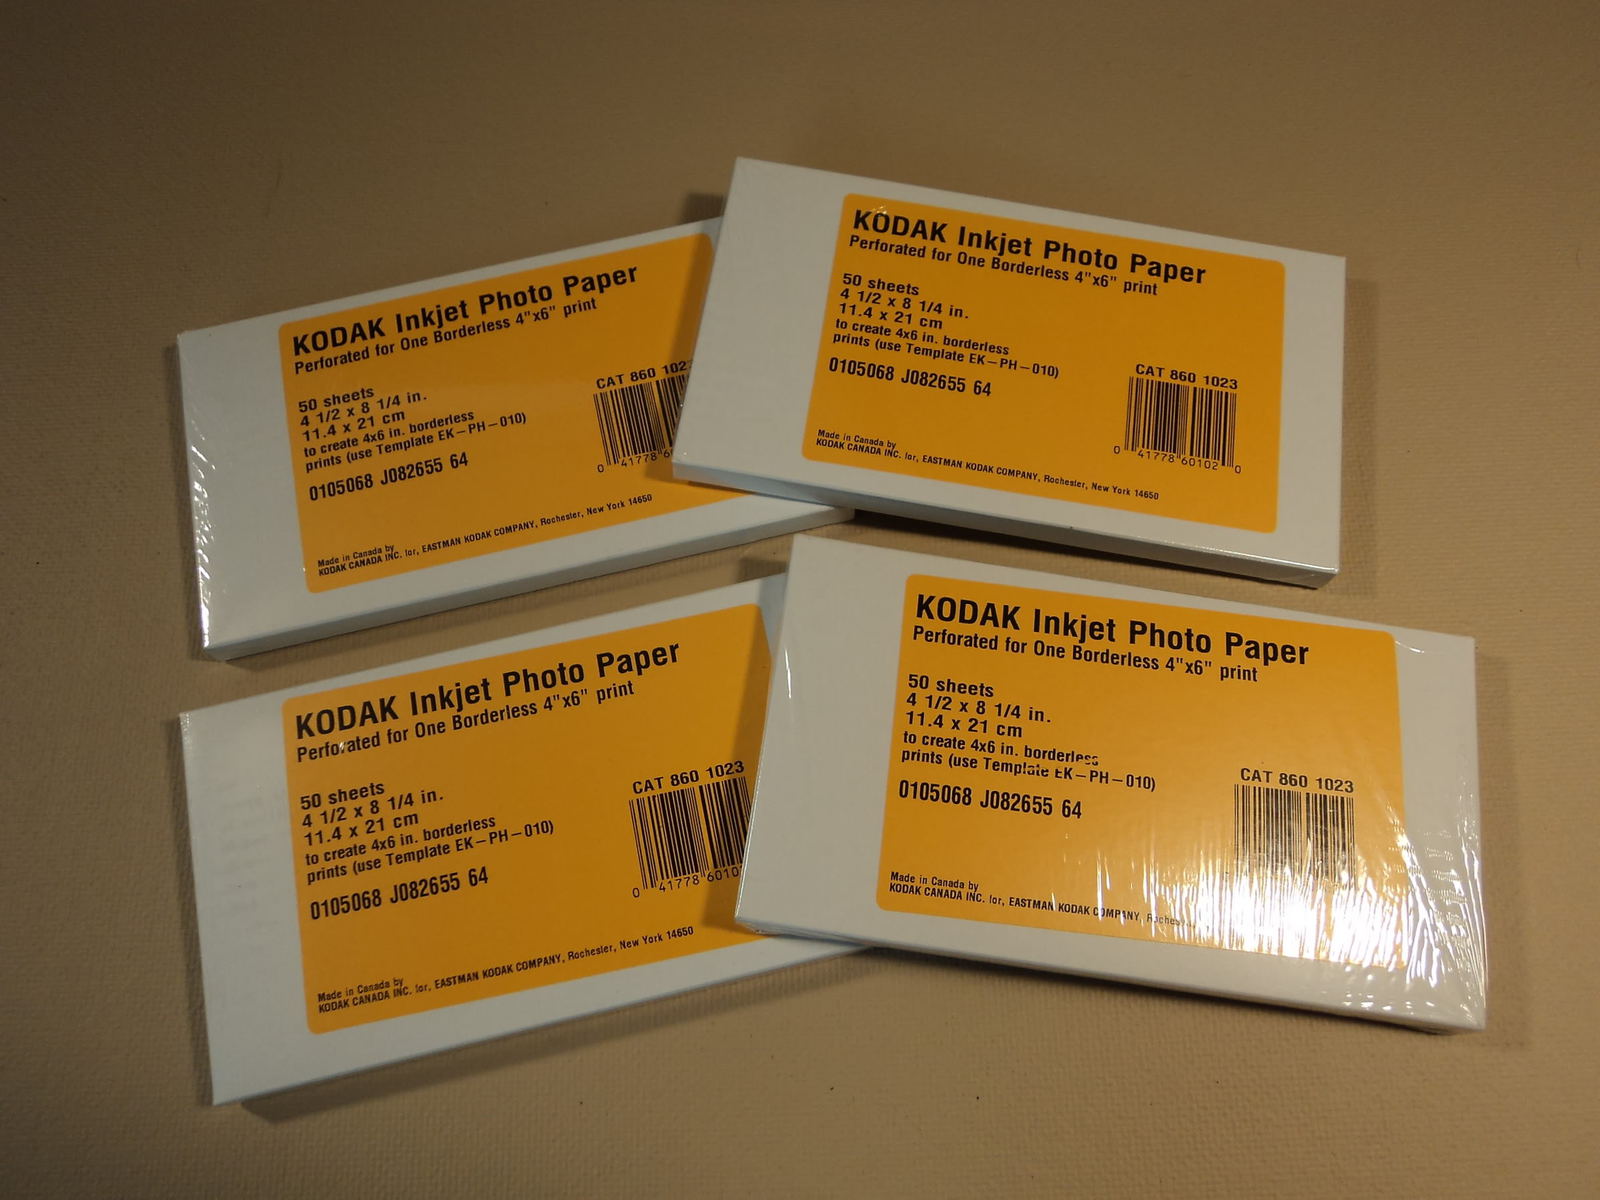 KODAK Inkjet Photo Paper
Perforated for One Borderless 4"x6" print
50 sheets
4 1/2 x 8 1/4 in.
11.4 x 21 cm
to create 4x6 in. borderless
prints (use Template EK-PH-010)
0105068 J082655 64
CAT 860 1023
0 41778 6
Made in Canada by
KODAK CANADA INC. for, EASTMAN KODAK COMPANY, Rochester, New York 14650
KODAK Inkjet Photo Paper
Perforated for One Borderless 4"x6" print
50 sheets
4 1/2 x 8 1/4 in.
11.4 x 21 cm
to create 4x6 in. borderless
prints (use Template EK-PH-010)
0105068 J082655 64
CAT 860 1023
0 41778 60102 0
Made in Canada by
KODAK CANADA INC. for, EASTMAN KODAK COMPANY, Rochester, New York 14650
KODAK Inkjet Photo Paper
Perforated for One Borderless 4"x6" print
50 sheets
4 1/2 x 8 1/4 in.
11.4 x 21 cm
to create 4x6 in. borderless
prints (use Template EK-PH-010)
0105068 J082655 64
CAT 860 1023
0 41778 6010
Made in Canada by
KODAK CANADA INC. for, EASTMAN KODAK COMPANY, Rochester, New York 14650
KODAK Inkjet Photo Paper
Perforated for One Borderless 4"x6" print
50 sheets
4 1/2 x 8 1/4 in.
11.4 x 21 cm
to create 4x6 in. borderless
prints (use Template EK-PH-010)
0105068 J082655 64
CAT 860 1023
Made in Canada by
KODAK CANADA INC. for, EASTMAN KODAK COMPANY,